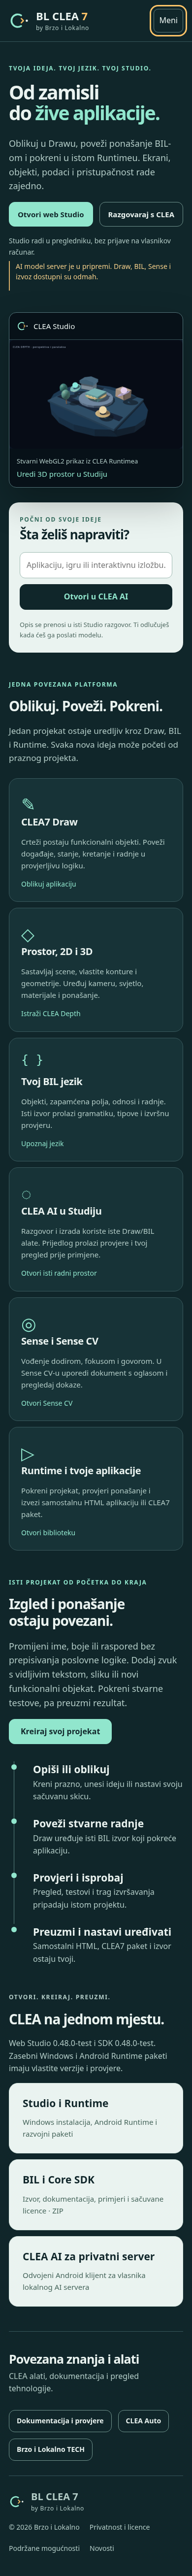 BL CLEA 7
by Brzo i Lokalno
Meni
TVOJA IDEJA. TVOJ JEZIK. TVOJ STUDIO.
Od zamisli
do žive aplikacije.
Oblikuj u Drawu, poveži ponašanje BIL-
om i pokreni u istom Runtimeu. Ekrani,
objekti, podaci i pristupačnost rade
zajedno.
Otvori web Studio
Razgovaraj s CLEA
Studio radi u pregledniku, bez prijave na vlasnikov
računar.
AI model server je u pripremi. Draw, BIL, Sense i
izvoz dostupni su odmah.
CLEA Studio
Stvarni WebGL2 prikaz iz CLEA Runtimea
Uredi 3D prostor u Studiju
POČNI OD SVOJE IDEJE
Šta želiš napraviti?
Aplikaciju, igru ili interaktivnu izložbu.
Otvori u CLEA AI
Opis se prenosi u isti Studio razgovor. Ti odlučuješ
kada ćeš ga poslati modelu.
JEDNA POVEZANA PLATFORMA
Oblikuj. Poveži. Pokreni.
Jedan projekat ostaje uredljiv kroz Draw, BIL
i Runtime. Svaka nova ideja može početi od
praznog projekta.
CLEA7 Draw
Crteži postaju funkcionalni objekti. Poveži
događaje, stanje, kretanje i radnje u
provjerljivu logiku.
Oblikuj aplikaciju
Prostor, 2D i 3D
Sastavljaj scene, vlastite konture i
geometrije. Uređuj kameru, svjetlo,
materijale i ponašanje.
Istraži CLEA Depth
{ }
Tvoj BIL jezik
Objekti, zapamćena polja, odnosi i radnje.
Isti izvor prolazi gramatiku, tipove i izvršnu
provjeru.
Upoznaj jezik
CLEA AI u Studiju
Razgovor i izrada koriste iste Draw/BIL
alate. Prijedlog prolazi provjere i tvoj
pregled prije primjene.
Otvori isti radni prostor
Sense i Sense CV
Vođenje dodirom, fokusom i govorom. U
Sense CV-u uporedi dokument s oglasom i
pregledaj dokaze.
Otvori Sense CV
Runtime i tvoje aplikacije
Pokreni projekat, provjeri ponašanje i
izvezi samostalnu HTML aplikaciju ili CLEA7
paket.
Otvori biblioteku
ISTI PROJEKAT OD POČETKA DO KRAJA
Izgled i ponašanje
ostaju povezani.
Promijeni ime, boje ili raspored bez
prepisivanja poslovne logike. Dodaj zvuk
s vidljivim tekstom, sliku ili novi
funkcionalni objekat. Pokreni stvarne
testove, pa preuzmi rezultat.
Kreiraj svoj projekat
Opiši ili oblikuj
Kreni prazno, unesi ideju ili nastavi svoju
sačuvanu skicu.
Poveži stvarne radnje
Draw uređuje isti BIL izvor koji pokreće
aplikaciju.
Provjeri i isprobaj
Pregled, testovi i trag izvršavanja
pripadaju istom projektu.
Preuzmi i nastavi uređivati
Samostalni HTML, CLEA7 paket i izvor
ostaju tvoji.
OTVORI. KREIRAJ. PREUZMI.
CLEA na jednom mjestu.
Web Studio 0.48.0-test i SDK 0.48.0-test.
Zasebni Windows i Android Runtime paketi
imaju vlastite verzije i provjere.
Studio i Runtime
Windows instalacija, Android Runtime i
razvojni paketi
BIL i Core SDK
Izvor, dokumentacija, primjeri i sačuvane
licence · ZIP
CLEA AI za privatni server
Odvojeni Android klijent za vlasnika
lokalnog AI servera
Povezana znanja i alati
CLEA alati, dokumentacija i pregled
tehnologije.
Dokumentacija i provjere
CLEA Auto
Brzo i Lokalno TECH
BL CLEA 7
by Brzo i Lokalno
© 2026 Brzo i Lokalno
Privatnost i licence
Podržane mogućnosti
Novosti